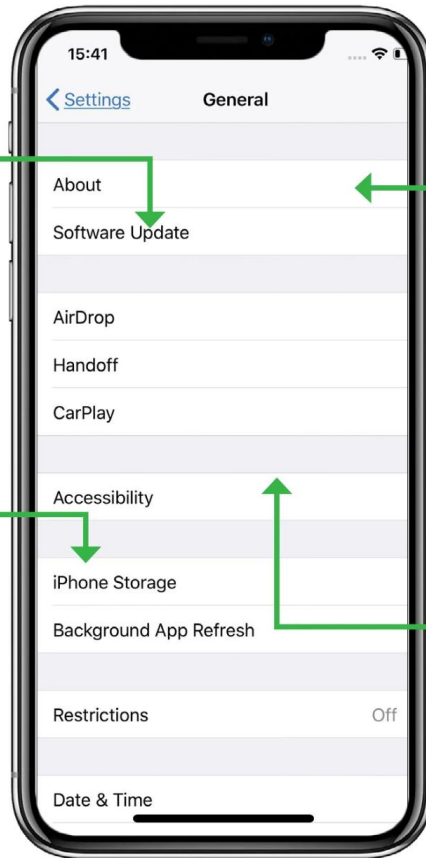 15:41
Settings General
About
Software Update
AirDrop
Handoff
CarPlay
Accessibility
iPhone Storage
Background App Refresh
Restrictions Off
Date & Time